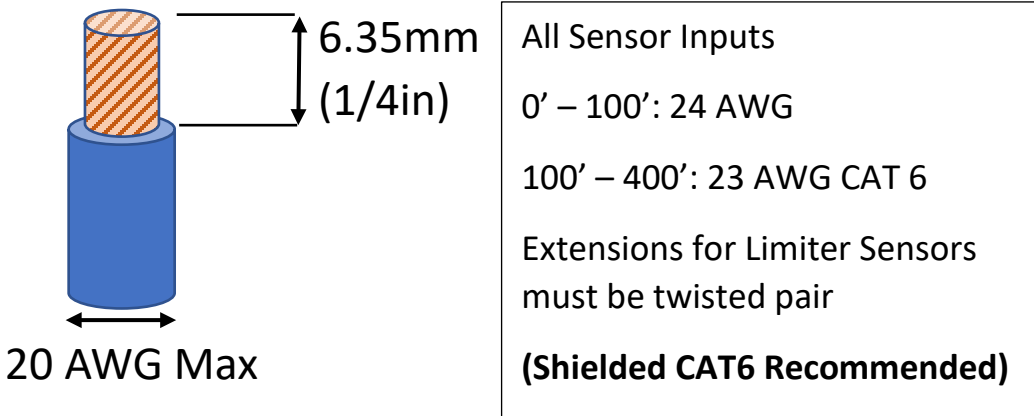 6.35mm
(1/4in)
20 AWG Max
All Sensor Inputs
0’ – 100’: 24 AWG
100’ – 400’: 23 AWG CAT 6
Extensions for Limiter Sensors
must be twisted pair
(Shielded CAT6 Recommended)